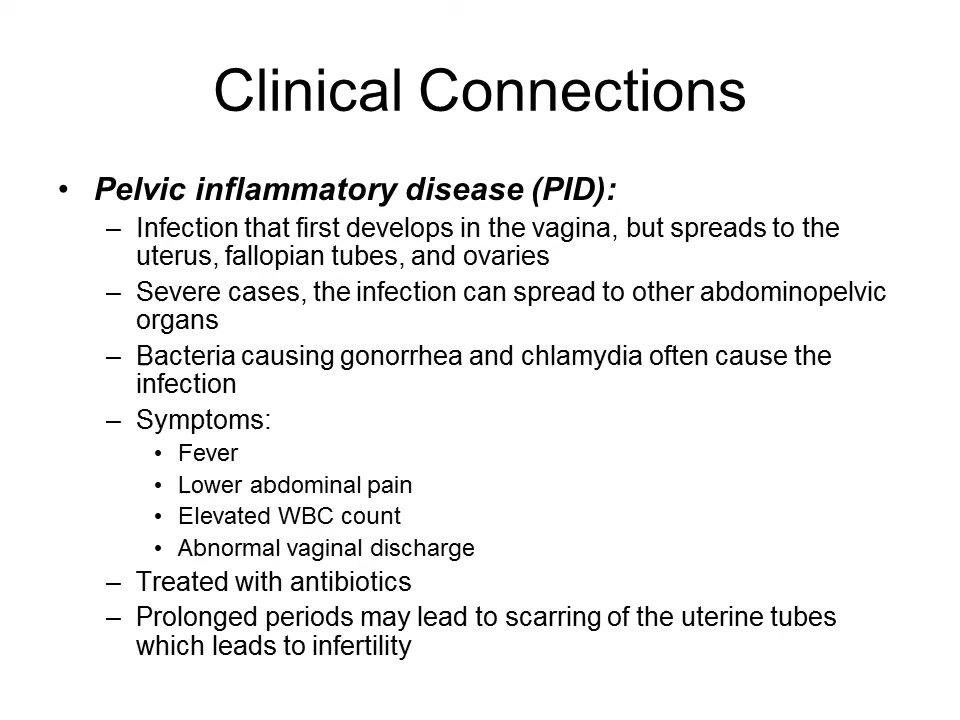 Clinical Connections
• Pelvic inflammatory disease (PID):
– Infection that first develops in the vagina, but spreads to the
uterus, fallopian tubes, and ovaries
– Severe cases, the infection can spread to other abdominopelvic
organs
– Bacteria causing gonorrhea and chlamydia often cause the
infection
– Symptoms:
• Fever
• Lower abdominal pain
• Elevated WBC count
• Abnormal vaginal discharge
– Treated with antibiotics
– Prolonged periods may lead to scarring of the uterine tubes
which leads to infertility